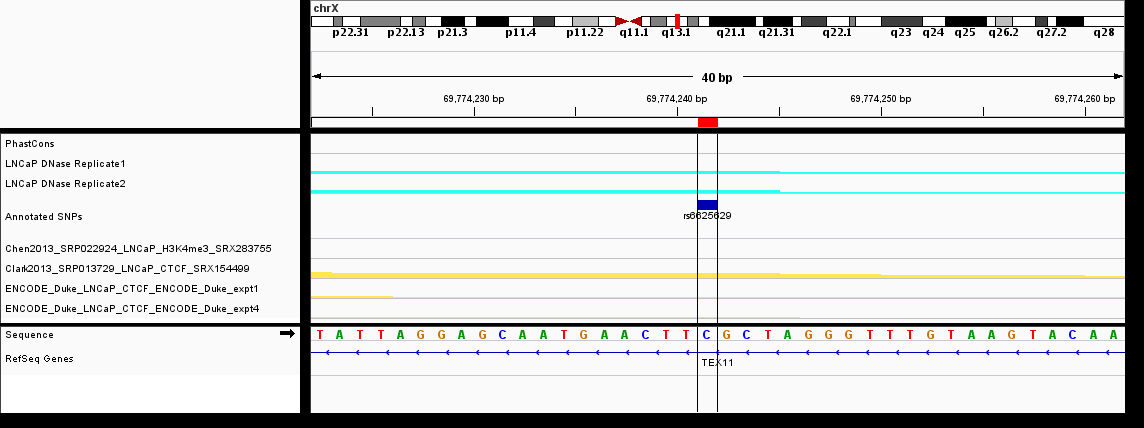 chrX
p22.31 p22.13 p21.3 p11.4 p11.22 q11.1 q13.1 q21.1 q21.31 q22.1 q23 q24 q25 q26.2 q27.2 q28
40 bp
69,774,230 bp 69,774,240 bp 69,774,250 bp 69,774,260 bp
PhastCons
LNCaP DNase Replicate1
LNCaP DNase Replicate2
Annotated SNPs rs6625629
Chen2013_SRP022924_LNCaP_H3K4me3_SRX283755
Clark2013_SRP013729_LNCaP_CTCF_SRX154499
ENCODE_Duke_LNCaP_CTCF_ENCODE_Duke_expt1
ENCODE_Duke_LNCaP_CTCF_ENCODE_Duke_expt4
Sequence T A T T A G G A G C A A T G A A C T T C G C T A G G G T T T G T A A G T A C A A
RefSeq Genes TEX11